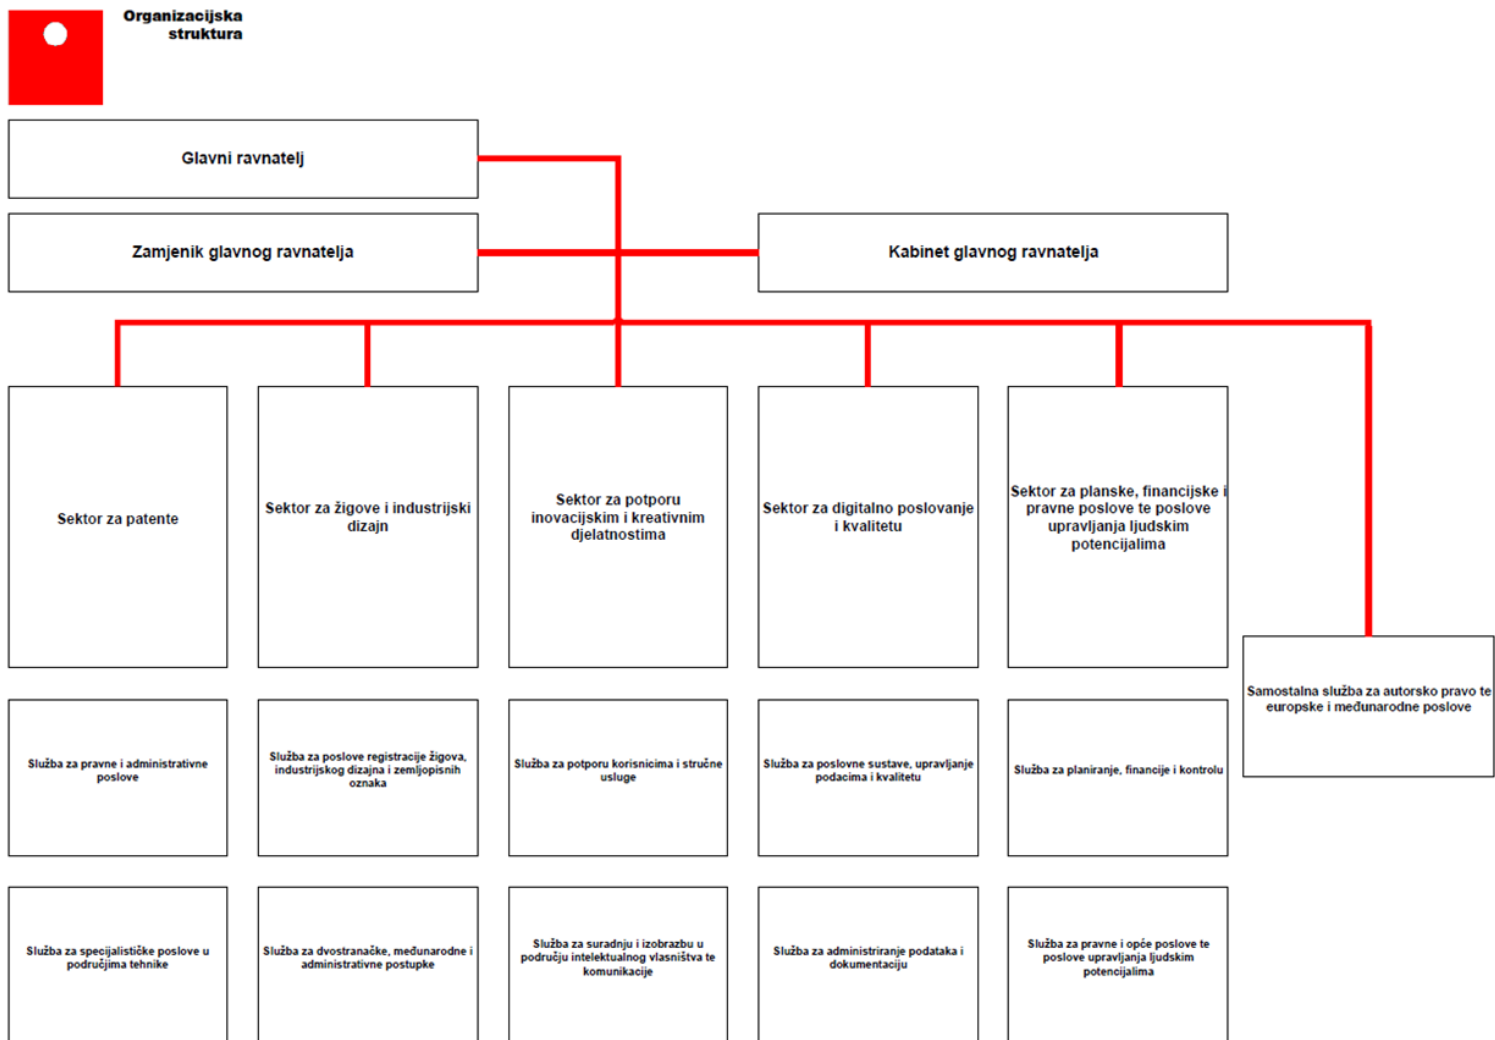 Organizacijska
struktura
Glavni ravnatelj
Zamjenik glavnog ravnatelja
Kabinet glavnog ravnatelja
Sektor za patente
Sektor za žigove i industrijski
dizajn
Sektor za potporu
inovacijskim i kreativnim
djelatnostima
Sektor za digitalno poslovanje
i kvalitetu
Sektor za planske, financijske i
pravne poslove te poslove
upravljanja ljudskim
potencijalima
Samostalna služba za autorsko pravo te
europske i međunarodne poslove
Služba za pravne i administrativne
poslove
Služba za poslove registracije žigova,
industrijskog dizajna i zemljopisnih
oznaka
Služba za potporu korisnicima i stručne
usluge
Služba za poslovne sustave, upravljanje
podacima i kvalitetu
Služba za planiranje, financije i kontrolu
Služba za specijalističke poslove u
područjima tehnike
Služba za dvostranačke, međunarodne i
administrativne postupke
Služba za suradnju i izobrazbu u
području intelektualnog vlasništva te
komunikacije
Služba za administriranje podataka i
dokumentaciju
Služba za pravne i opće poslove te
poslove upravljanja ljudskim
potencijalima